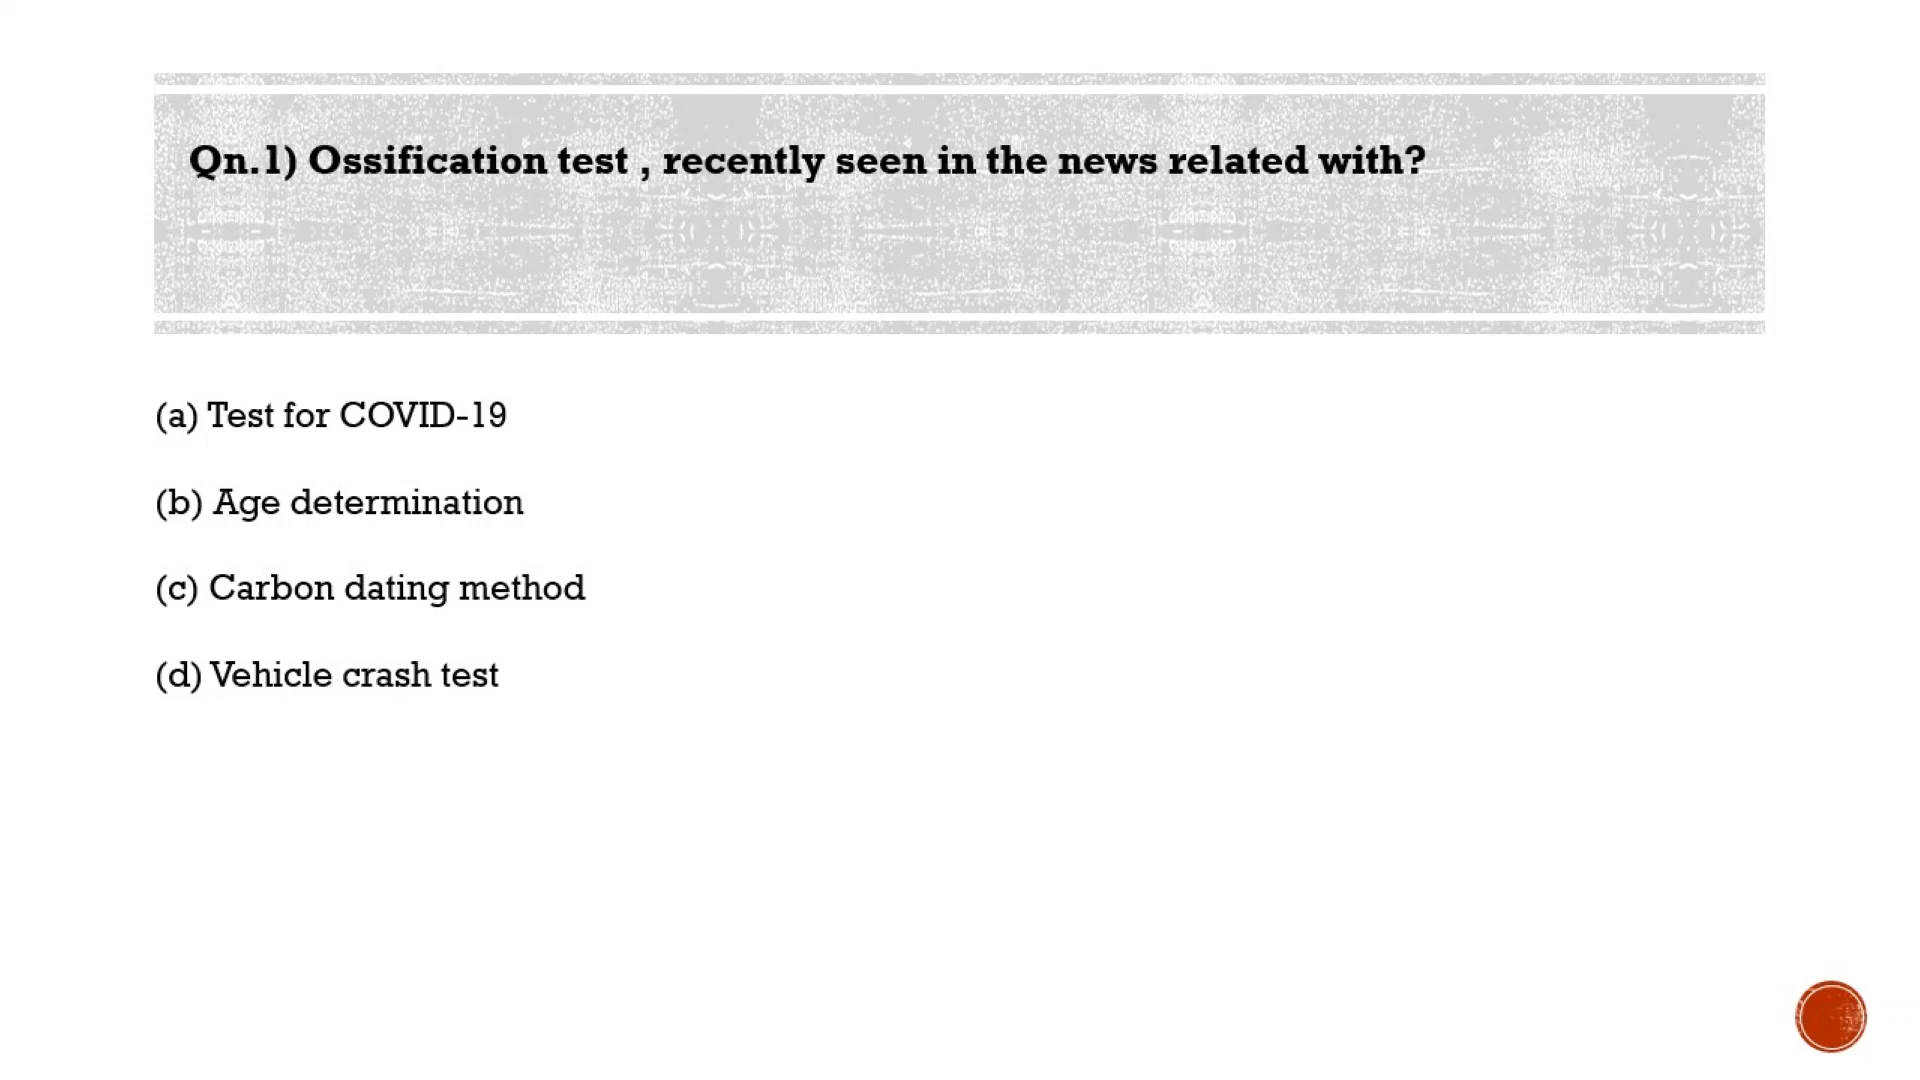 Qn.1) Ossification test , recently seen in the news related with?
(a) Test for COVID-19
(b) Age determination
(c) Carbon dating method
(d) Vehicle crash test